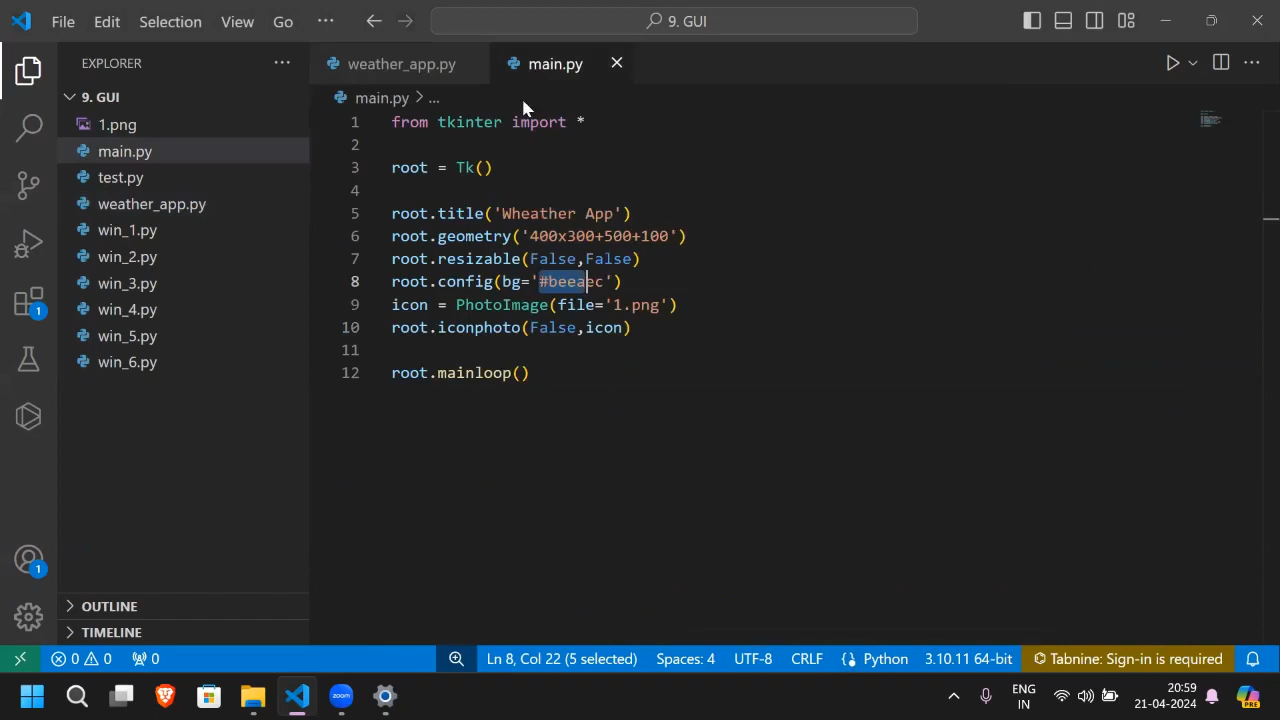 File Edit Selection View Go ··· 9. GUI
EXPLORER ···
9. GUI
1.png
main.py
test.py
weather_app.py
win_1.py
win_2.py
win_3.py
win_4.py
win_5.py
win_6.py
OUTLINE
TIMELINE
weather_app.py main.py
main.py > ...
1 from tkinter import *
2
3 root = Tk()
4
5 root.title('Wheather App')
6 root.geometry('400x300+500+100')
7 root.resizable(False,False)
8 root.config(bg='#beeaec')
9 icon = PhotoImage(file='1.png')
10 root.iconphoto(False,icon)
11
12 root.mainloop()
1
1
0 0 0 Ln 8, Col 22 (5 selected) Spaces: 4 UTF-8 CRLF Python 3.10.11 64-bit Tabnine: Sign-in is required
zoom ENG 20:59
IN 21-04-2024 PRE